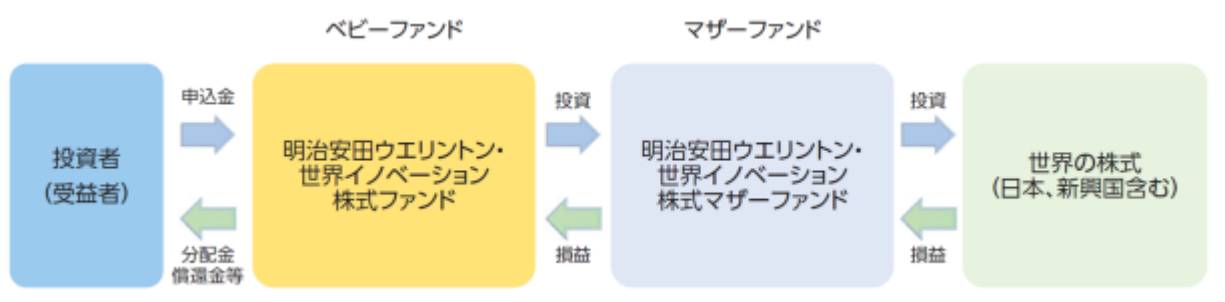 ベビーファンド
マザーファンド
投資者
(受益者)
申込金
分配金
償還金等
明治安田ウエリントン・
世界イノベーション
株式ファンド
投資
損益
明治安田ウエリントン・
世界イノベーション
株式マザーファンド
投資
損益
世界の株式
(日本、新興国含む)